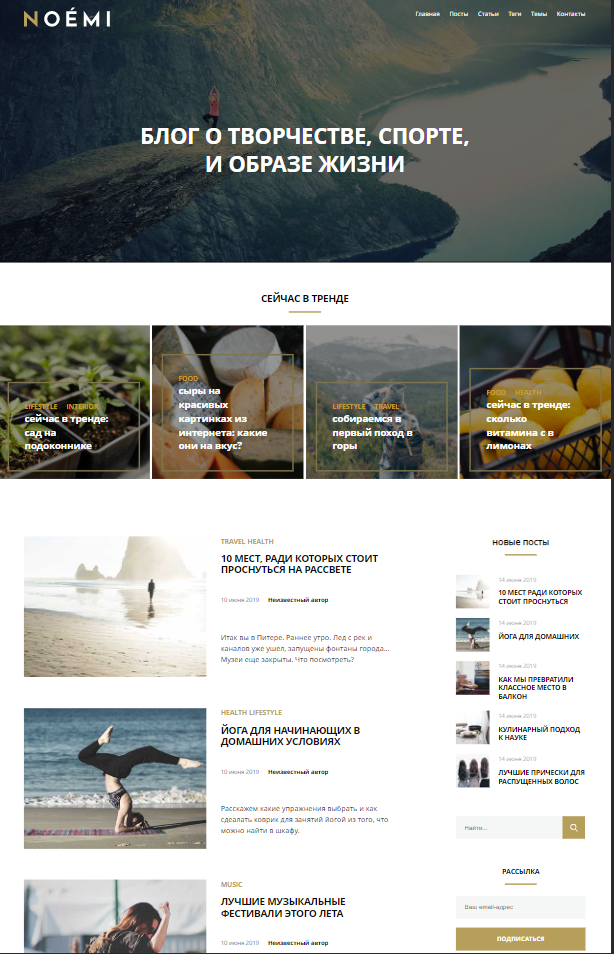 NOÉMI
Главная Посты Статьи Теги Темы Контакты
БЛОГ О ТВОРЧЕСТВЕ, СПОРТЕ,
И ОБРАЗЕ ЖИЗНИ
СЕЙЧАС В ТРЕНДЕ
LIFESTYLE INTERIOR
сейчас в тренде:
сад на
подоконнике
FOOD
сыры на
красивых
картинках из
интернета: какие
они на вкус?
LIFESTYLE TRAVEL
собираемся в
первый поход в
горы
FOOD HEALTH
сейчас в тренде:
сколько
витамина с в
лимонах
TRAVEL HEALTH
10 МЕСТ, РАДИ КОТОРЫХ СТОИТ
ПРОСНУТЬСЯ НА РАССВЕТЕ
10 июня 2019 Неизвестный автор
Итак вы в Питере. Раннее утро. Лед с рек и
каналов уже ушел, запущены фонтаны города...
Музеи еще закрыты. Что посмотреть?
HEALTH LIFESTYLE
ЙОГА ДЛЯ НАЧИНАЮЩИХ В
ДОМАШНИХ УСЛОВИЯХ
10 июня 2019 Неизвестный автор
Расскажем какие упражнения выбрать и как
сделать коврик для занятий йогой из того, что
можно найти в шкафу.
MUSIC
ЛУЧШИЕ МУЗЫКАЛЬНЫЕ
ФЕСТИВАЛИ ЭТОГО ЛЕТА
10 июня 2019 Неизвестный автор
новые посты
14 июня 2019
10 МЕСТ РАДИ КОТОРЫХ
СТОИТ ПРОСНУТЬСЯ
14 июня 2019
ЙОГА ДЛЯ ДОМАШНИХ
14 июня 2019
КАК МЫ ПРЕВРАТИЛИ
КЛАССНОЕ МЕСТО В
БАЛКОН
14 июня 2019
КУЛИНАРНЫЙ ПОДХОД
К НАУКЕ
14 июня 2019
ЛУЧШИЕ ПРИЧЕСКИ ДЛЯ
РАСПУЩЕННЫХ ВОЛОС
Найти...
РАССЫЛКА
Ваш email-адрес
ПОДПИСАТЬСЯ